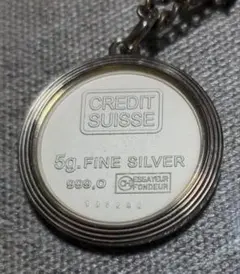 CREDIT
SUISSE
5g. FINE SILVER
999,0 ESSAYEUR
FONDEUR